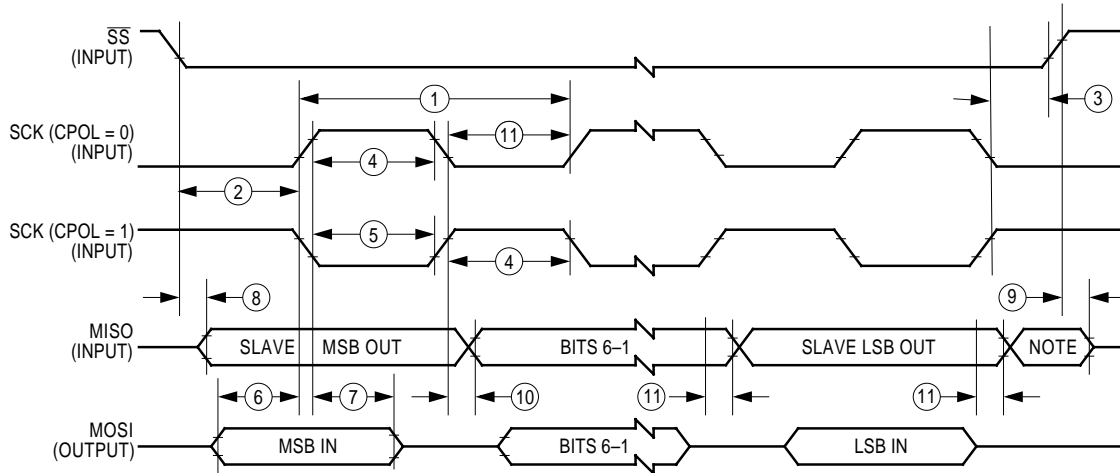 SS
(INPUT)
1
3
SCK (CPOL = 0)
(INPUT)
11
4
2
SCK (CPOL = 1)
(INPUT)
5
4
8
9
MISO
(INPUT)
SLAVE MSB OUT
BITS 6–1
SLAVE LSB OUT
NOTE
6
7
10
11
11
MOSI
(OUTPUT)
MSB IN
BITS 6–1
LSB IN